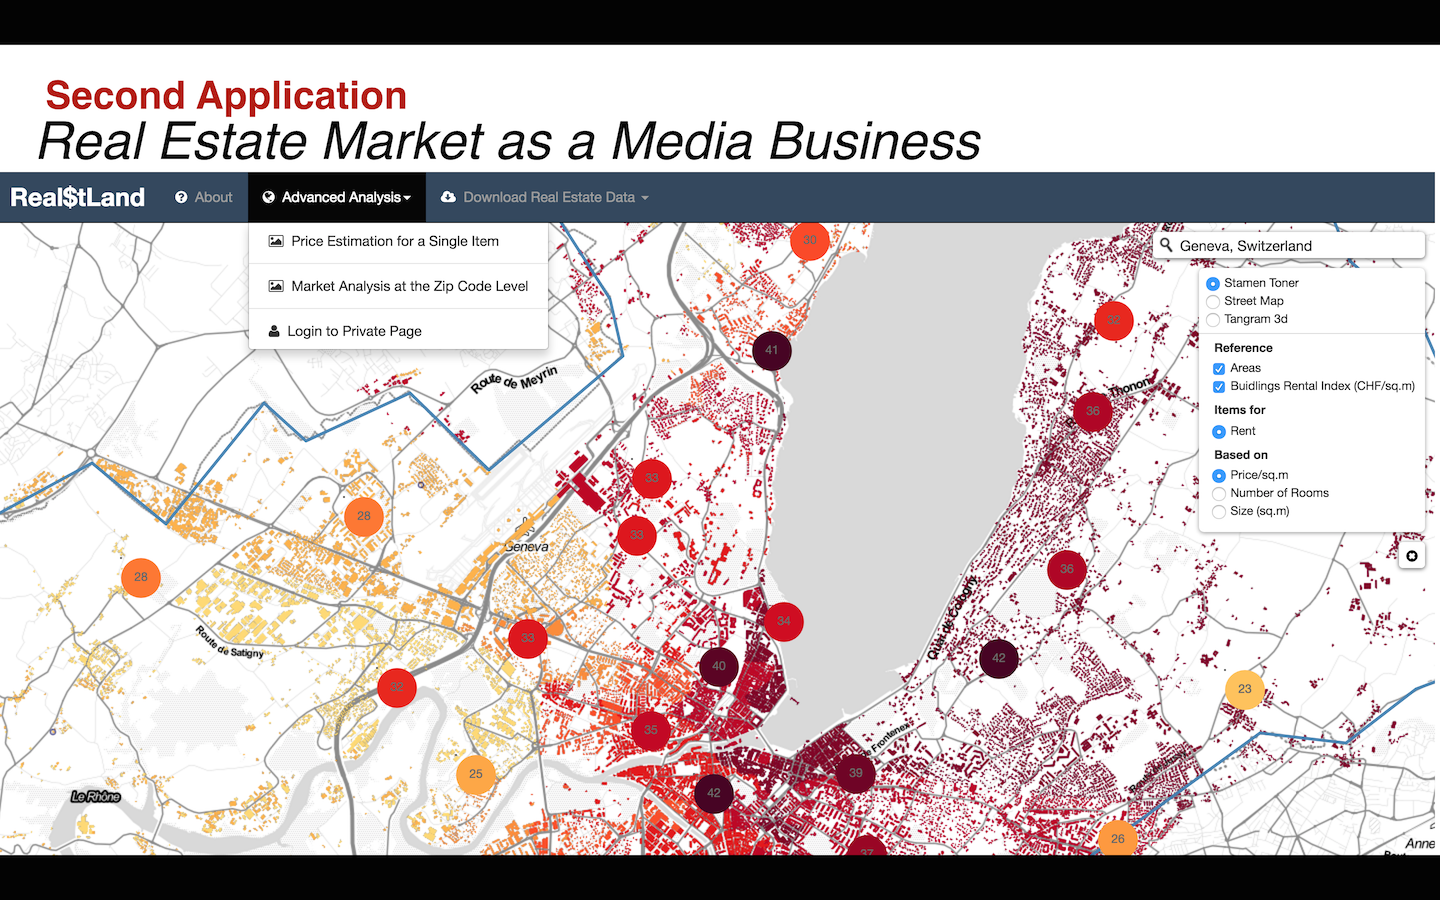 Second Application
Real Estate Market as a Media Business
Real$tLand
About
Advanced Analysis
Download Real Estate Data
Price Estimation for a Single Item
Market Analysis at the Zip Code Level
Login to Private Page
Geneva, Switzerland
Stamen Toner
Street Map
Tangram 3d
Reference
Areas
Buidlings Rental Index (CHF/sq.m)
Items for
Rent
Based on
Price/sq.m
Number of Rooms
Size (sq.m)
30
32
41
Route de Meyrin
Thonon
36
33
28
33
Geneva
28
36
Quai de Cologny
34
33
Route de Satigny
40
42
32
23
35
Frontenex
25
39
42
Le Rhône
26
37
Anne